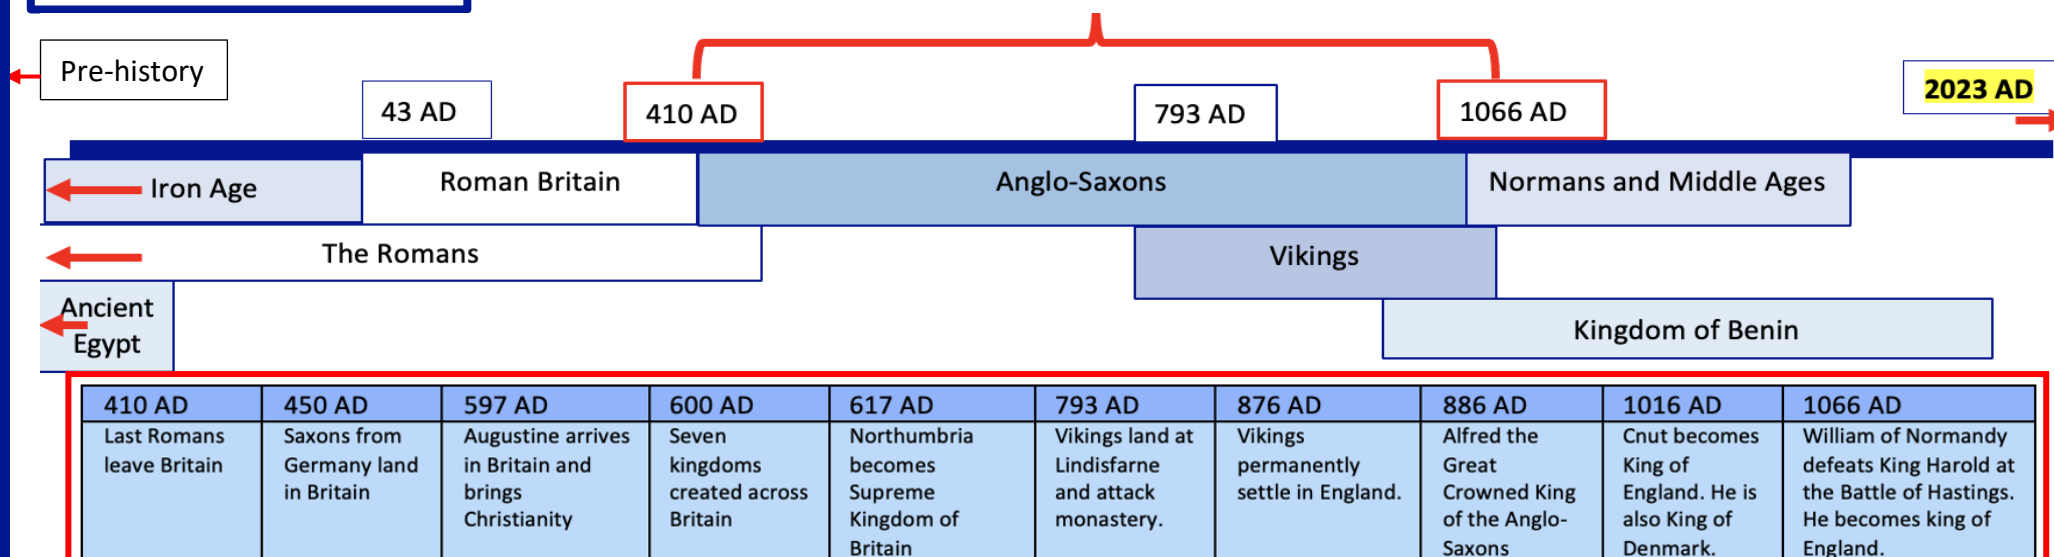 Pre-history
43 AD
410 AD
793 AD
1066 AD
2023 AD
Iron Age
Roman Britain
Anglo-Saxons
Normans and Middle Ages
The Romans
Vikings
Ancient
Egypt
Kingdom of Benin
410 AD
Last Romans
leave Britain
450 AD
Saxons from
Germany land
in Britain
597 AD
Augustine arrives
in Britain and
brings
Christianity
600 AD
Seven
kingdoms
created across
Britain
617 AD
Northumbria
becomes
Supreme
Kingdom of
Britain
793 AD
Vikings land at
Lindisfarne
and attack
monastery.
876 AD
Vikings
permanently
settle in England.
886 AD
Alfred the
Great
Crowned King
of the Anglo-
Saxons
1016 AD
Cnut becomes
King of
England. He is
also King of
Denmark.
1066 AD
William of Normandy
defeats King Harold at
the Battle of Hastings.
He becomes king of
England.